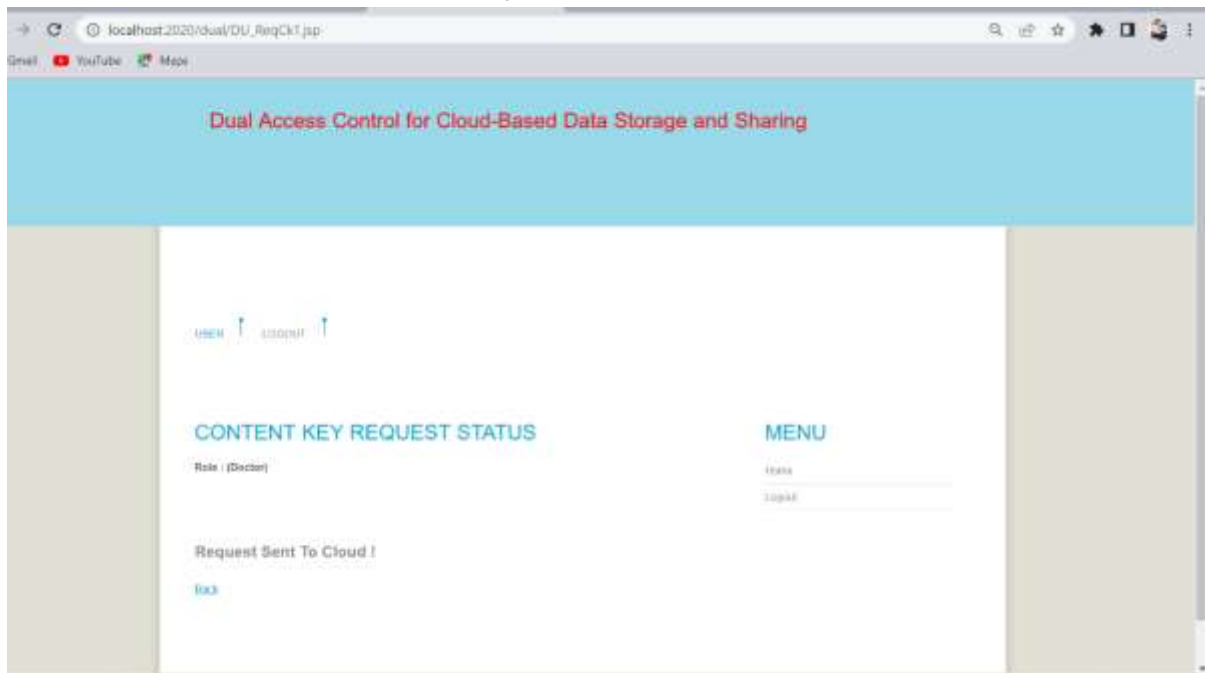 localhost:2020/dual/DU_ReqCk1.jsp
Gmail YouTube Maps
Dual Access Control for Cloud-Based Data Storage and Sharing
USER LOGOUT
CONTENT KEY REQUEST STATUS
MENU
Role : (Doctor)
Home
Logout
Request Sent To Cloud !
Back